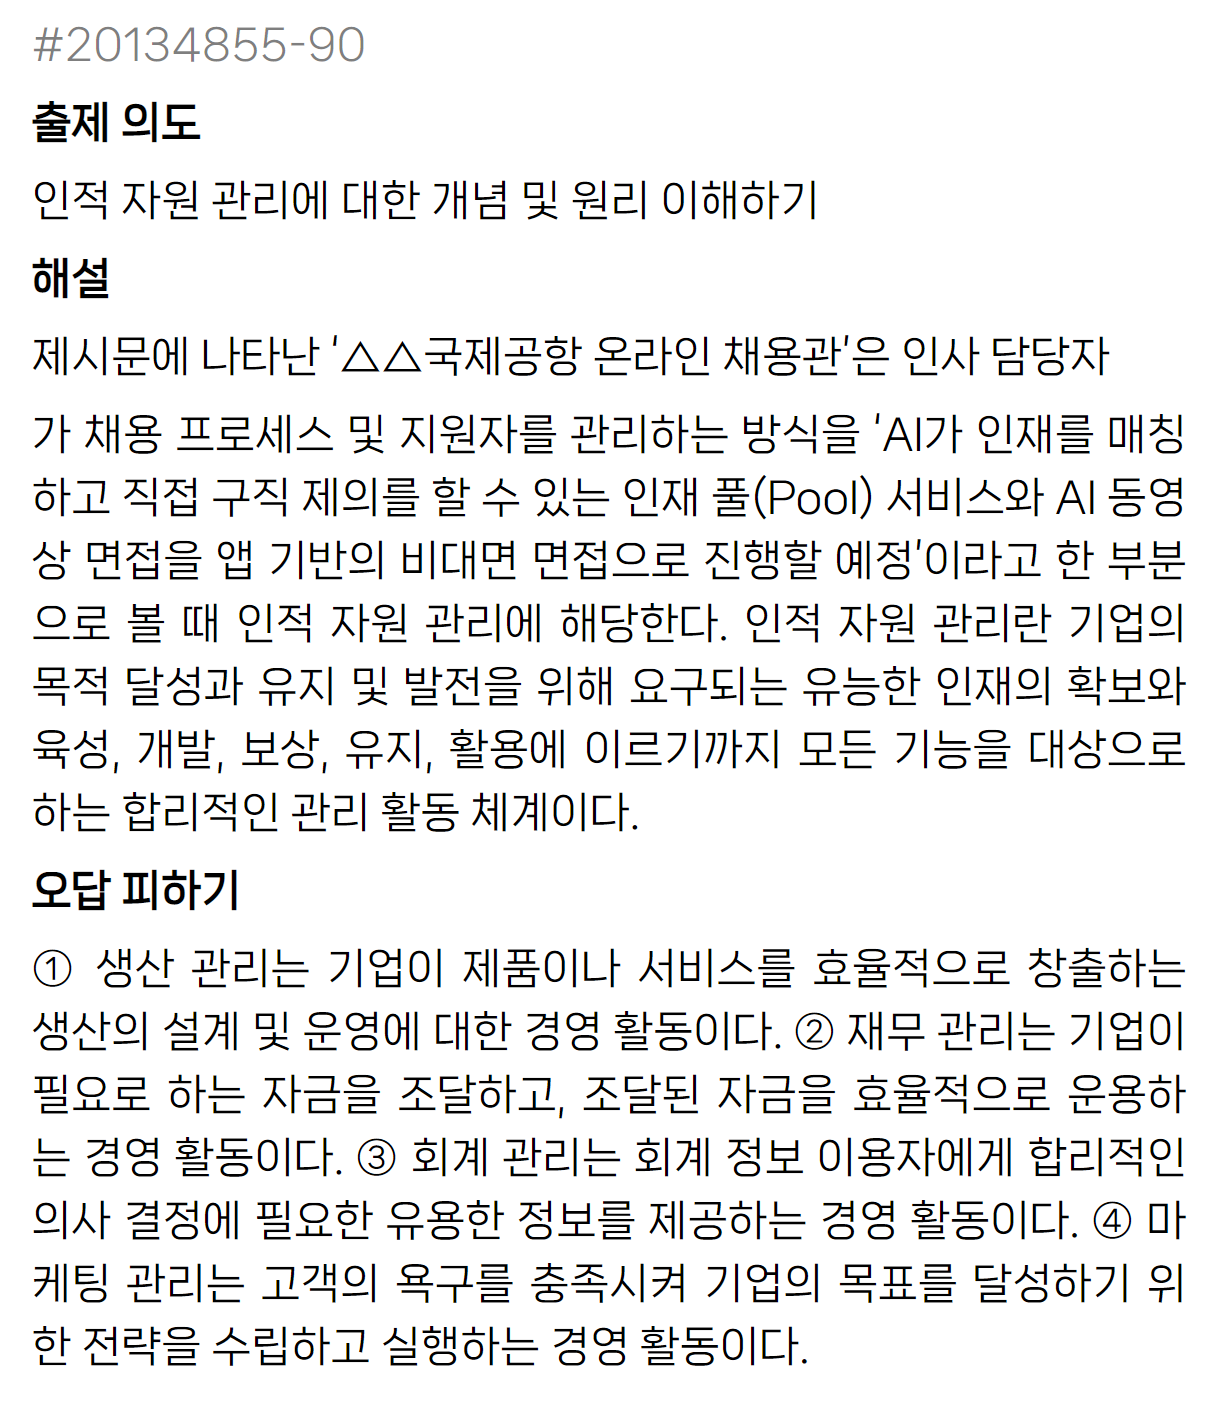 #20134855-90
출제 의도
인적 자원 관리에 대한 개념 및 원리 이해하기
해설
제시문에 나타난 '△△국제공항 온라인 채용관'은 인사 담당자
가 채용 프로세스 및 지원자를 관리하는 방식을 'AI가 인재를 매칭
하고 직접 구직 제의를 할 수 있는 인재 풀(Pool) 서비스와 AI 동영
상 면접을 앱 기반의 비대면 면접으로 진행할 예정'이라고 한 부분
으로 볼 때 인적 자원 관리에 해당한다. 인적 자원 관리란 기업의
목적 달성과 유지 및 발전을 위해 요구되는 유능한 인재의 확보와
육성, 개발, 보상, 유지, 활용에 이르기까지 모든 기능을 대상으로
하는 합리적인 관리 활동 체계이다.
오답 피하기
① 생산 관리는 기업이 제품이나 서비스를 효율적으로 창출하는
생산의 설계 및 운영에 대한 경영 활동이다. ② 재무 관리는 기업이
필요로 하는 자금을 조달하고, 조달된 자금을 효율적으로 운용하
는 경영 활동이다. ③ 회계 관리는 회계 정보 이용자에게 합리적인
의사 결정에 필요한 유용한 정보를 제공하는 경영 활동이다. ④ 마
케팅 관리는 고객의 욕구를 충족시켜 기업의 목표를 달성하기 위
한 전략을 수립하고 실행하는 경영 활동이다.